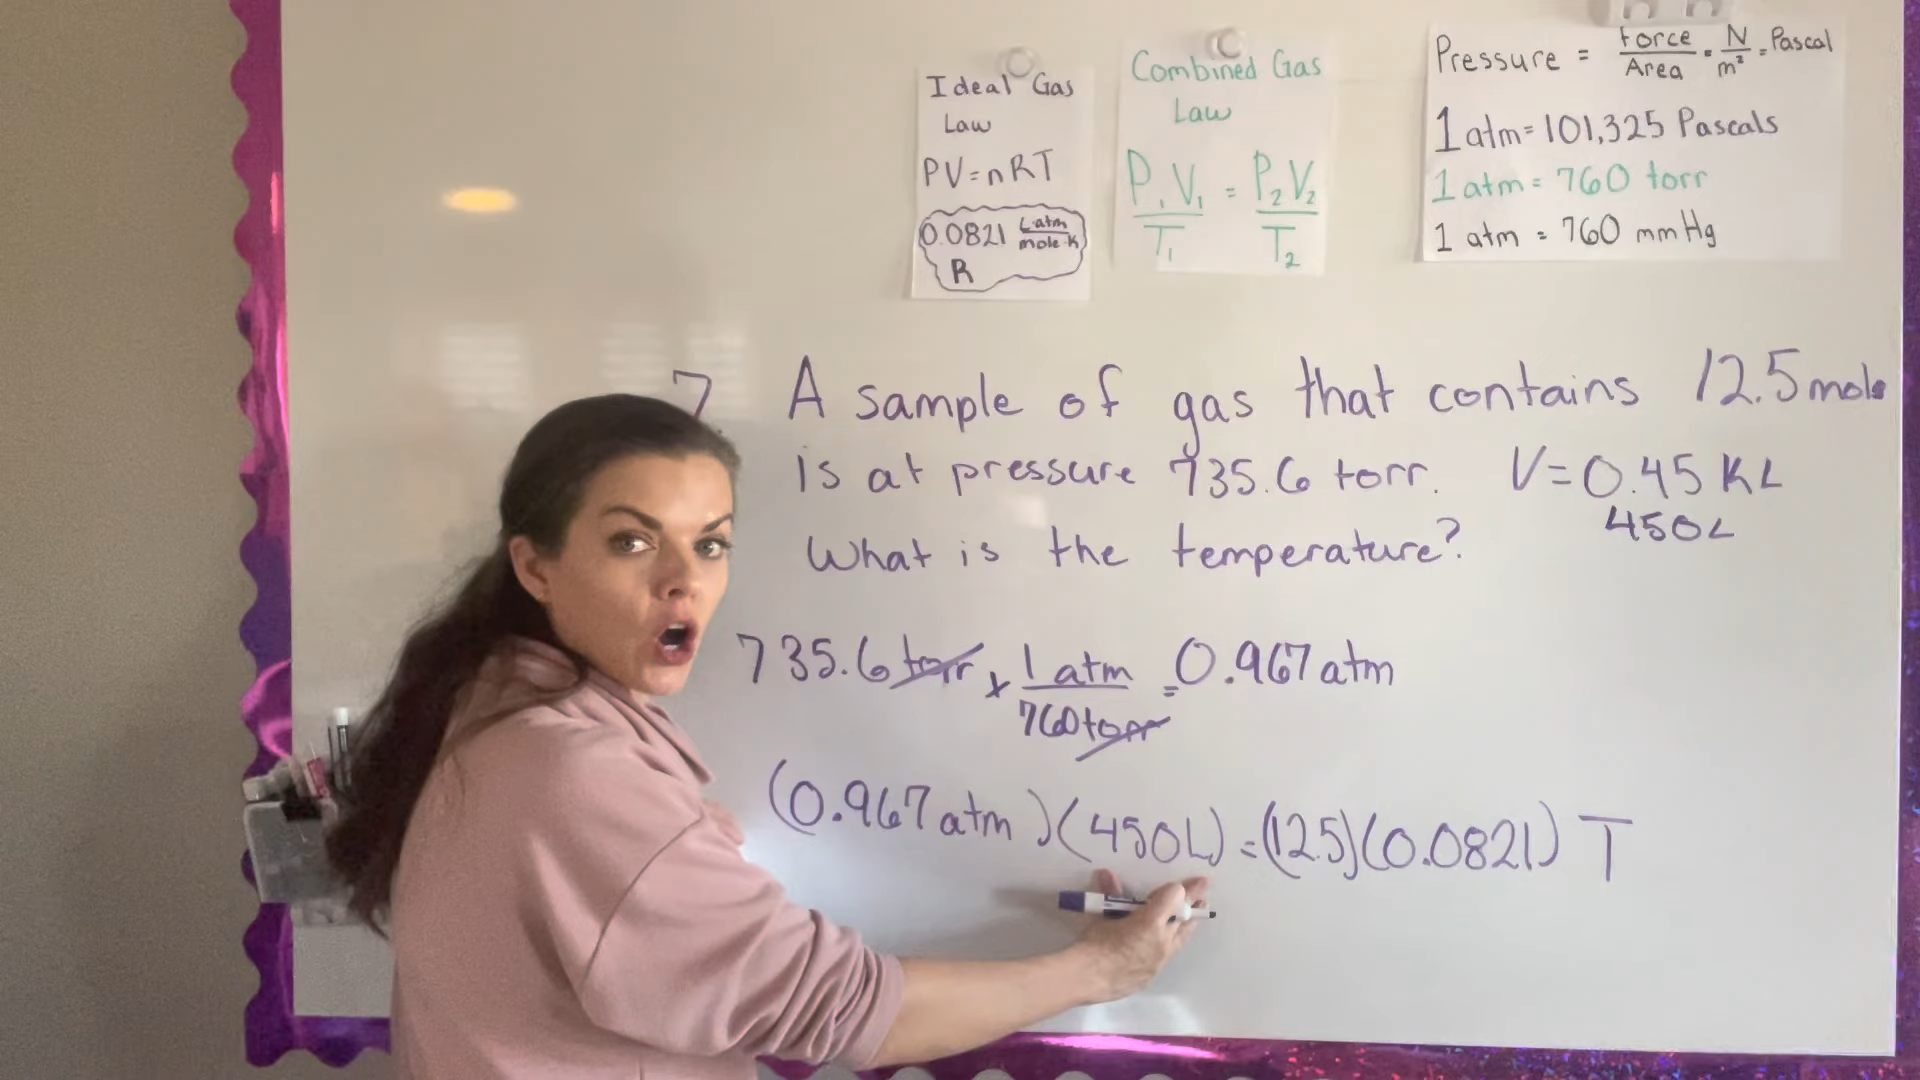 Ideal Gas
Law
PV=nRT
0.0821 L·atm/mole·K
R
Combined Gas
Law
P₁V₁/T₁ = P₂V₂/T₂
Pressure = Force/Area = N/m² = Pascal
1 atm = 101,325 Pascals
1 atm = 760 torr
1 atm = 760 mmHg
7 A sample of gas that contains 12.5 mole
is at pressure 735.6 torr. V=0.45 KL
450L
What is the temperature?
735.6 torr x 1 atm/760 torr = 0.967 atm
(0.967 atm)(450L)=(12.5)(0.0821) T